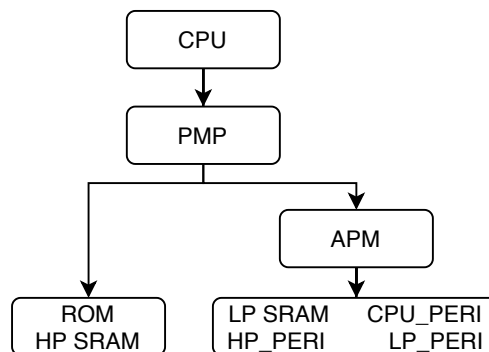 CPU
PMP
APM
ROM
HP SRAM
LP SRAM CPU_PERI
HP_PERI LP_PERI